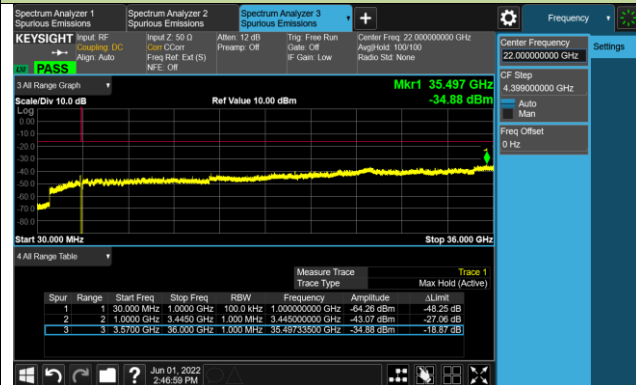 Spectrum Analyzer 1
Spurious Emissions
Spectrum Analyzer 2
Spurious Emissions
Spectrum Analyzer 3
Spurious Emissions
Frequency
KEYSIGHT
Input: RF
Coupling: DC
Align: Auto
Input Z: 50 Ω
Corr CCorr
Freq Ref: Ext (S)
NFE: Off
Atten: 12 dB
Preamp: Off
Trig: Free Run
Gate: Off
IF Gain: Low
Center Freq: 22.000000000 GHz
Avg|Hold: 100/100
Radio Std: None
PASS
Center Frequency
22.000000000 GHz
Settings
CF Step
4.399000000 GHz
Auto
Man
Freq Offset
0 Hz
3 All Range Graph
Mkr1 35.497 GHz
-34.88 dBm
Scale/Div 10.0 dB
Ref Value 10.00 dBm
Log
0.00
-10.0
-20.0
-30.0
-40.0
-50.0
-60.0
-70.0
-80.0
Start 30.000 MHz
Stop 36.000 GHz
4 All Range Table
Measure Trace Trace 1
Trace Type Max Hold (Active)
Spur Range Start Freq Stop Freq RBW Frequency Amplitude ΔLimit
1 1 30.000 MHz 1.0000 GHz 100.0 kHz 1.000000000 GHz -64.26 dBm -48.25 dB
2 2 1.0000 GHz 3.4450 GHz 1.000 MHz 3.445000000 GHz -43.07 dBm -27.06 dB
3 3 3.5700 GHz 36.000 GHz 1.000 MHz 35.49733500 GHz -34.88 dBm -18.87 dB
Jun 01, 2022
2:46:59 PM